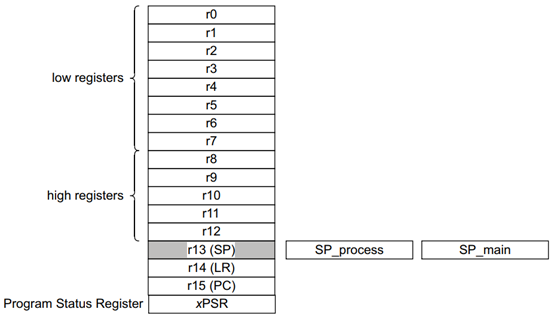 r0
r1
r2
r3
low registers
r4
r5
r6
r7
r8
r9
high registers
r10
r11
r12
r13 (SP) SP_process SP_main
r14 (LR)
r15 (PC)
Program Status Register xPSR